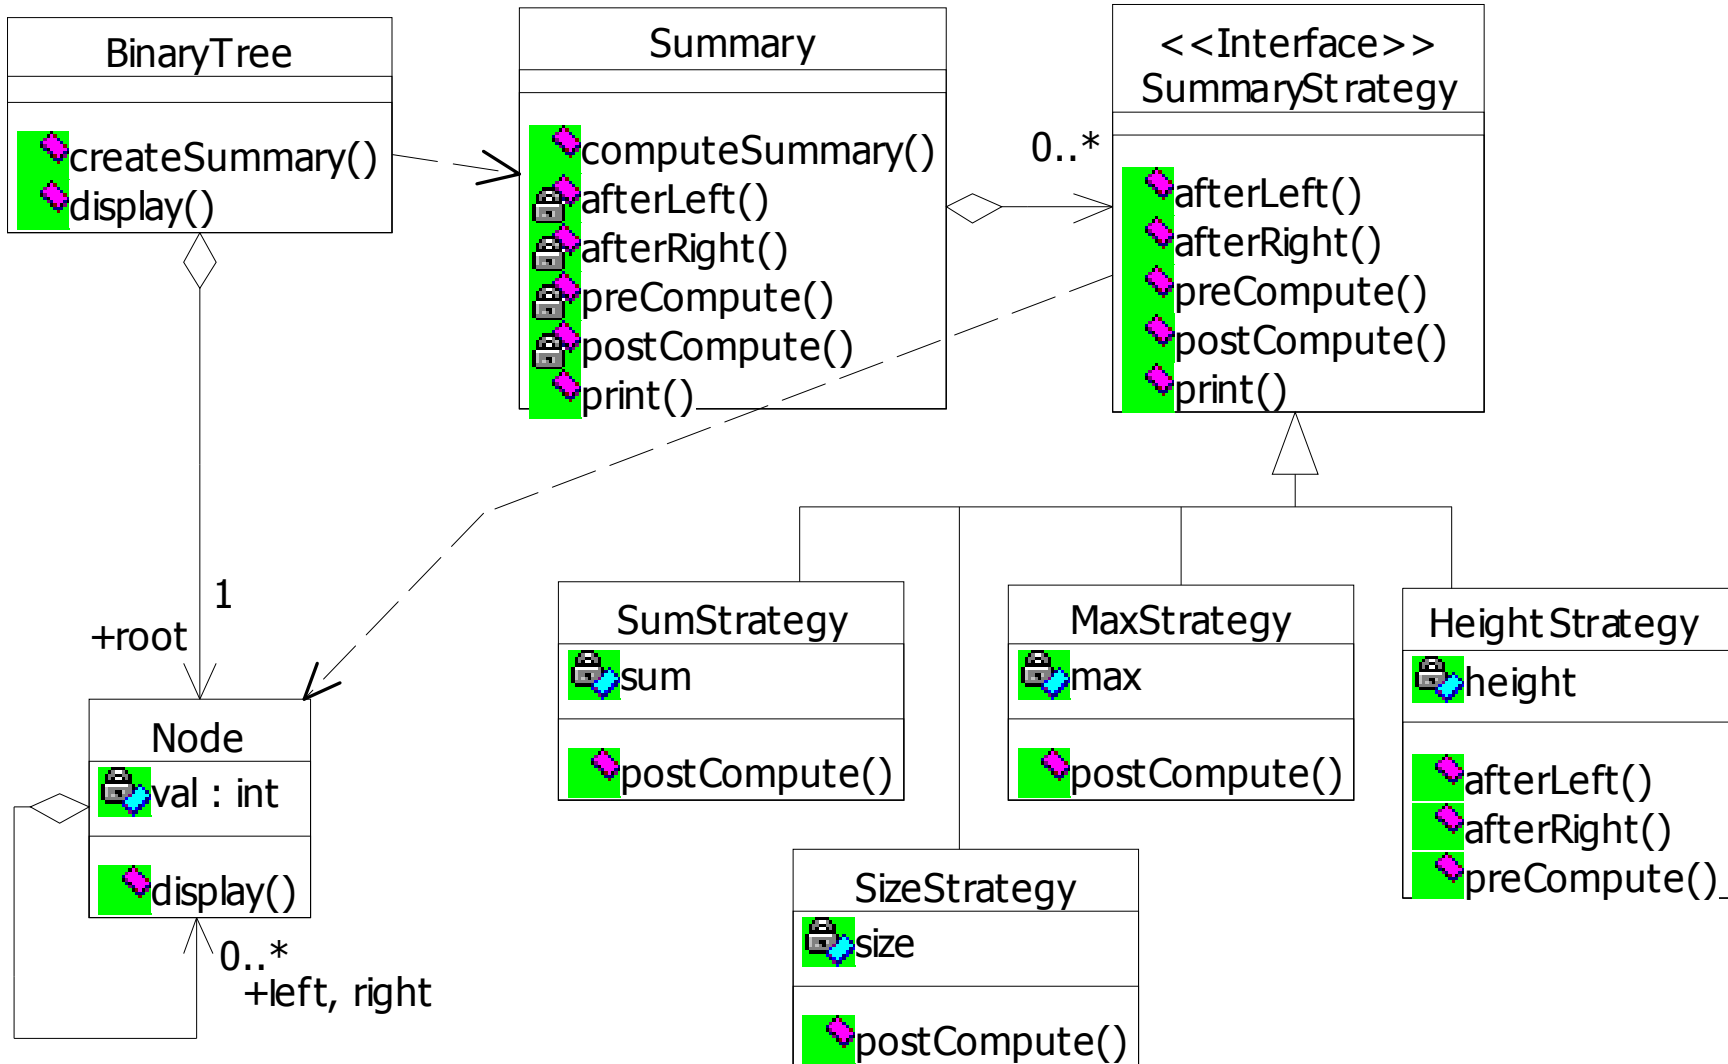 BinaryTree
createSummary()
display()
Summary
computeSummary()
afterLeft()
afterRight()
preCompute()
postCompute()
print()
<<Interface>>
SummaryStrategy
afterLeft()
afterRight()
preCompute()
postCompute()
print()
0..*
1
+root
Node
val : int
display()
0..*
+left, right
SumStrategy
sum
postCompute()
MaxStrategy
max
postCompute()
HeightStrategy
height
afterLeft()
afterRight()
preCompute()
SizeStrategy
size
postCompute()